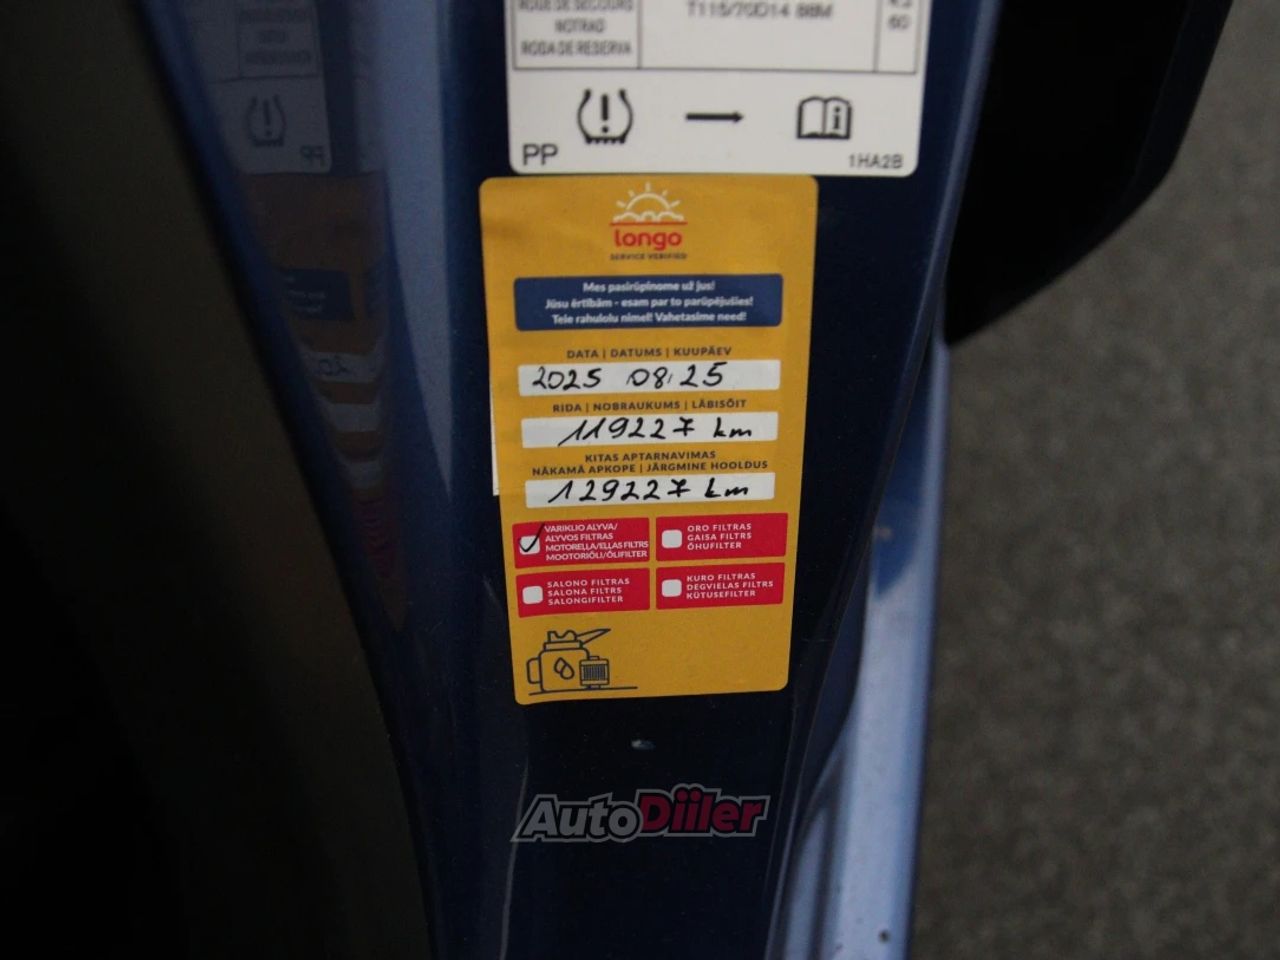 ROUE DE SECOURS
NOTRAD
RODA DE RESERVA
T115/70D14 88M
60
PP
1HA2B
longo
SERVICE VERIFIED
Mes pasirūpinome už jus!
Jūsu ērtībām - esam par to parūpējušies!
Teie rahulolu nimel! Vahetasime need!
DATA | DATUMS | KUUPÄEV
2025 08.25
RIDA | NOBRAUKUMS | LÄBISÕIT
119227 km
KITAS APTARNAVIMAS
NĀKAMĀ APKOPE | JÄRGMINE HOOLDUS
129227 km
VARIKLIO ALYVA/
ALYVOS FILTRAS
MOTOREĻĻA/EĻĻAS FILTRS
MOOTORIÕLI/ÕLIFILTER
ORO FILTRAS
GAISA FILTRS
ÕHUFILTER
SALONO FILTRAS
SALONA FILTRS
SALONGIFILTER
KURO FILTRAS
DEGVIELAS FILTRS
KÜTUSEFILTER
AutoDiiler